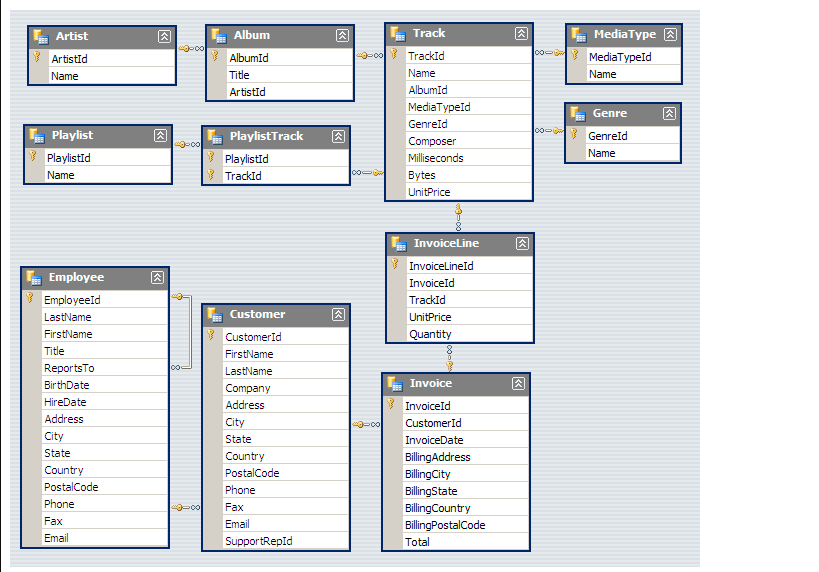 Artist
ArtistId
Name
Album
AlbumId
Title
ArtistId
Track
TrackId
Name
AlbumId
MediaTypeId
GenreId
Composer
Milliseconds
Bytes
UnitPrice
MediaType
MediaTypeId
Name
Genre
GenreId
Name
Playlist
PlaylistId
Name
PlaylistTrack
PlaylistId
TrackId
InvoiceLine
InvoiceLineId
InvoiceId
TrackId
UnitPrice
Quantity
Employee
EmployeeId
LastName
FirstName
Title
ReportsTo
BirthDate
HireDate
Address
City
State
Country
PostalCode
Phone
Fax
Email
Customer
CustomerId
FirstName
LastName
Company
Address
City
State
Country
PostalCode
Phone
Fax
Email
SupportRepId
Invoice
InvoiceId
CustomerId
InvoiceDate
BillingAddress
BillingCity
BillingState
BillingCountry
BillingPostalCode
Total